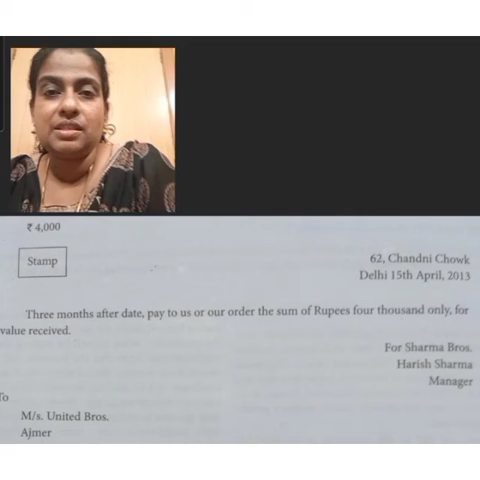 ₹ 4,000
Stamp
62, Chandni Chowk
Delhi 15th April, 2013
Three months after date, pay to us or our order the sum of Rupees four thousand only, for
value received.
For Sharma Bros.
Harish Sharma
Manager
To
M/s. United Bros.
Ajmer